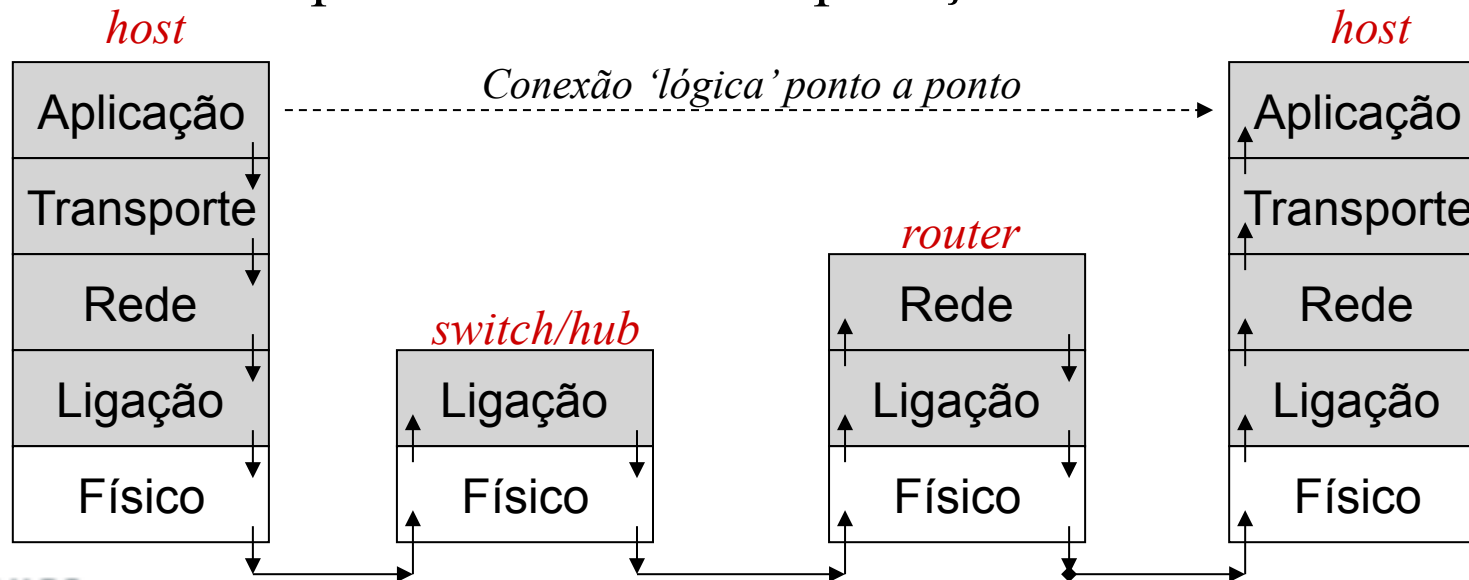 host
host
Conexão ‘lógica’ ponto a ponto
Aplicação
Aplicação
Transporte
Transporte
router
Rede
Rede
Rede
switch/hub
Ligação
Ligação
Ligação
Ligação
Físico
Físico
Físico
Físico